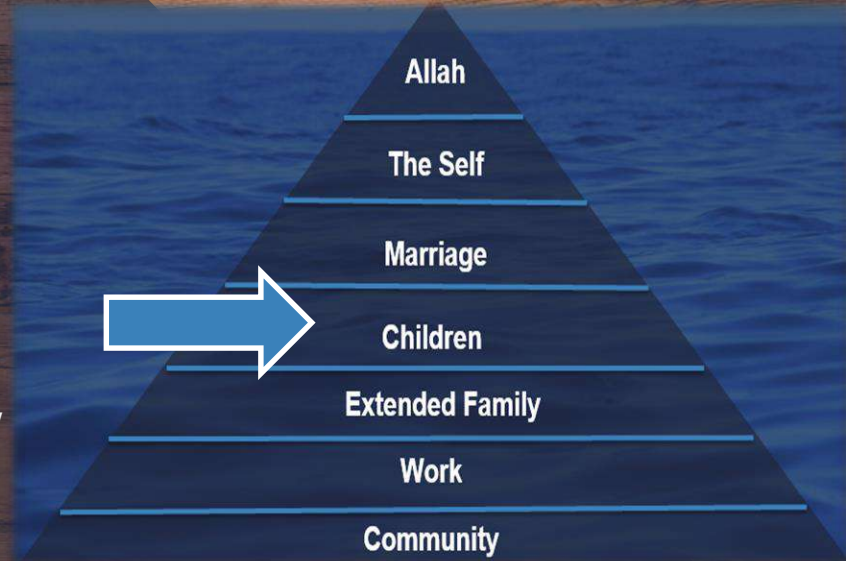 Allah
The Self
Marriage
Children
Extended Family
Work
Community